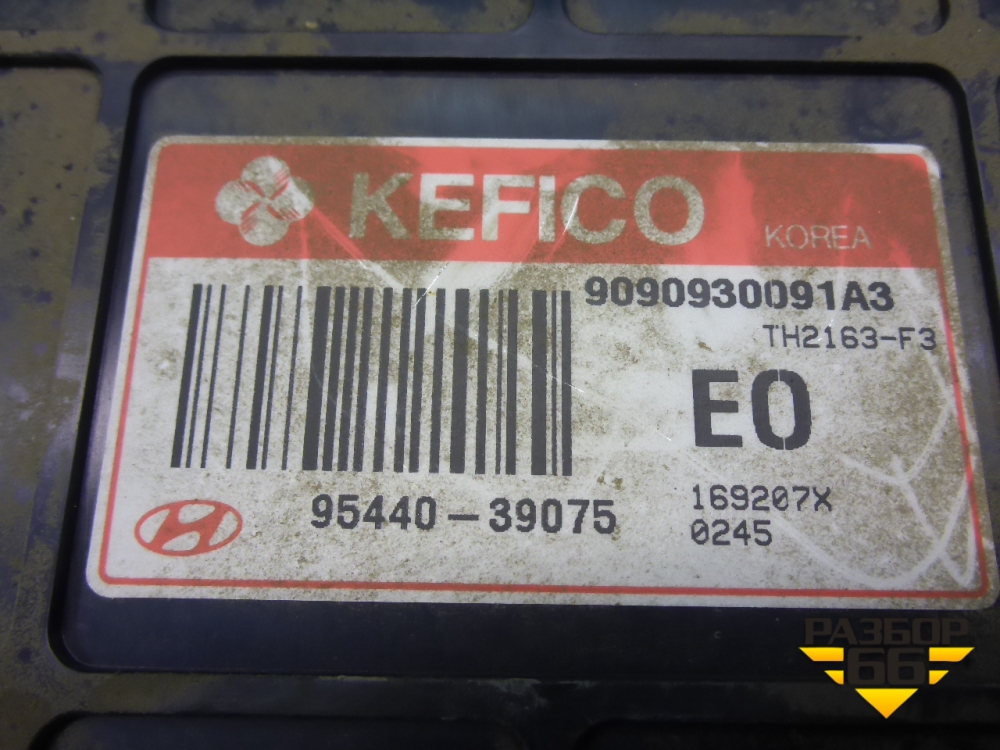 KEFICO
KOREA
9090930091A3
TH2163-F3
E0
95440-39075
169207X
0245
РАЗБОР
66